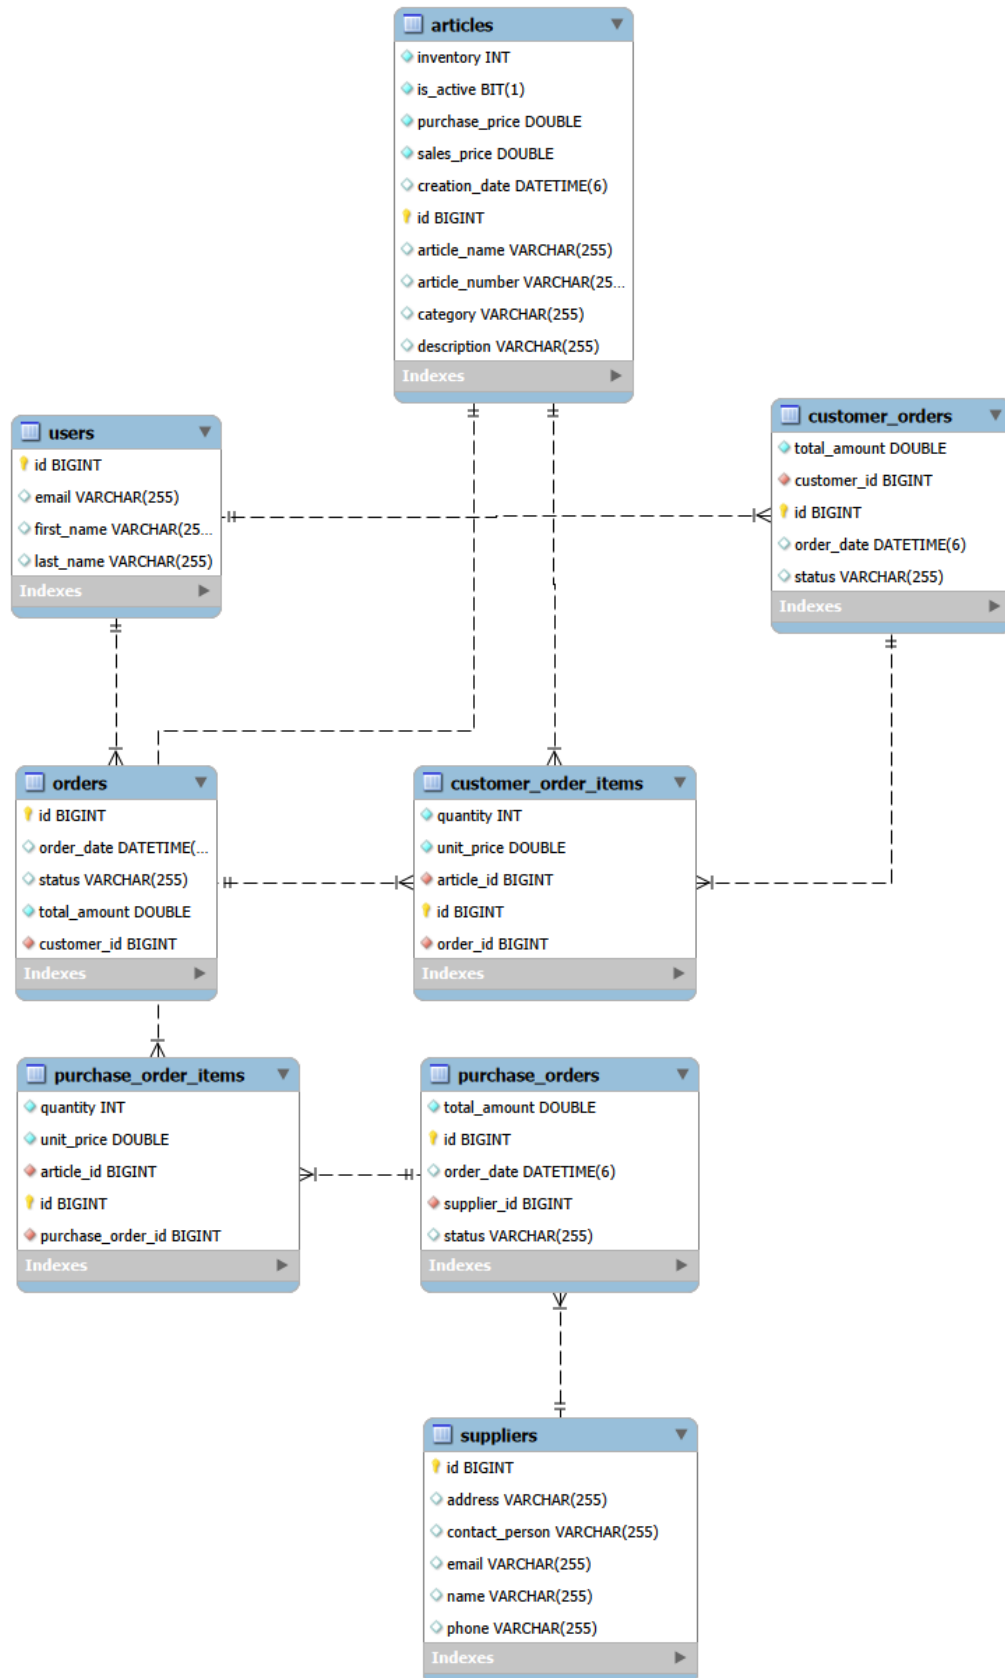 articles
inventory INT
is_active BIT(1)
purchase_price DOUBLE
sales_price DOUBLE
creation_date DATETIME(6)
id BIGINT
article_name VARCHAR(255)
article_number VARCHAR(25...
category VARCHAR(255)
description VARCHAR(255)
Indexes
users
id BIGINT
email VARCHAR(255)
first_name VARCHAR(25...
last_name VARCHAR(255)
Indexes
customer_orders
total_amount DOUBLE
customer_id BIGINT
id BIGINT
order_date DATETIME(6)
status VARCHAR(255)
Indexes
orders
id BIGINT
order_date DATETIME(...
status VARCHAR(255)
total_amount DOUBLE
customer_id BIGINT
Indexes
customer_order_items
quantity INT
unit_price DOUBLE
article_id BIGINT
id BIGINT
order_id BIGINT
Indexes
purchase_order_items
quantity INT
unit_price DOUBLE
article_id BIGINT
id BIGINT
purchase_order_id BIGINT
Indexes
purchase_orders
total_amount DOUBLE
id BIGINT
order_date DATETIME(6)
supplier_id BIGINT
status VARCHAR(255)
Indexes
suppliers
id BIGINT
address VARCHAR(255)
contact_person VARCHAR(255)
email VARCHAR(255)
name VARCHAR(255)
phone VARCHAR(255)
Indexes